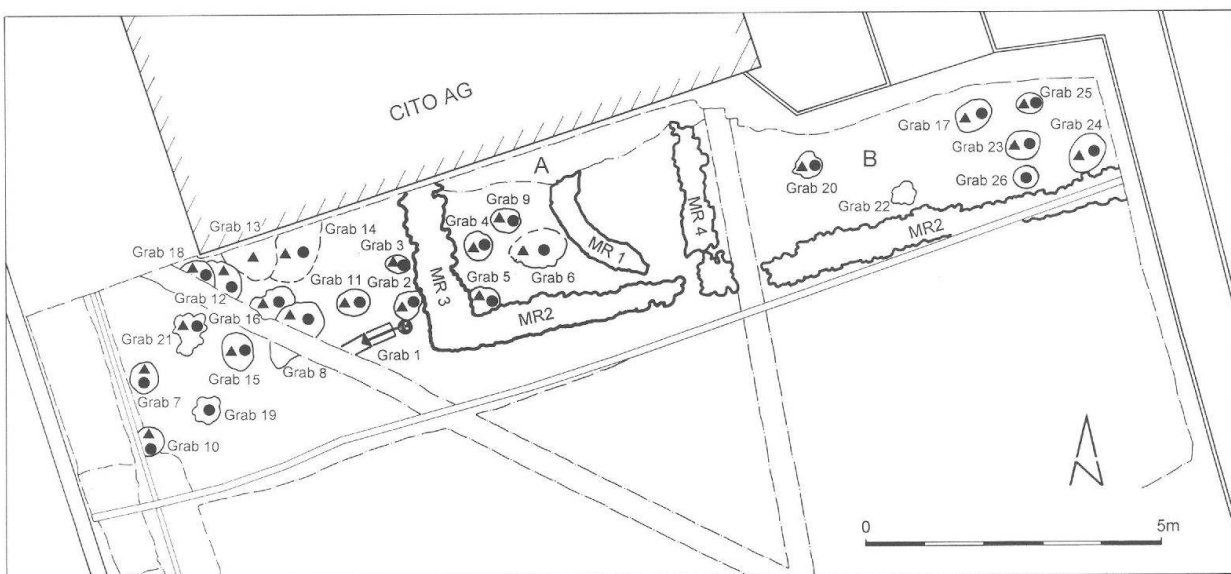 CITO AG
A
B
Grab 25
Grab 17
Grab 24
Grab 23
Grab 20
Grab 26
Grab 22
MR2
MR 4
Grab 9
Grab 4
MR 1
Grab 6
Grab 5
MR2
MR 3
Grab 13
Grab 14
Grab 18
Grab 3
Grab 11
Grab 2
Grab 12
Grab 16
Grab 21
Grab 1
Grab 15
Grab 8
Grab 7
Grab 19
Grab 10
0
5m